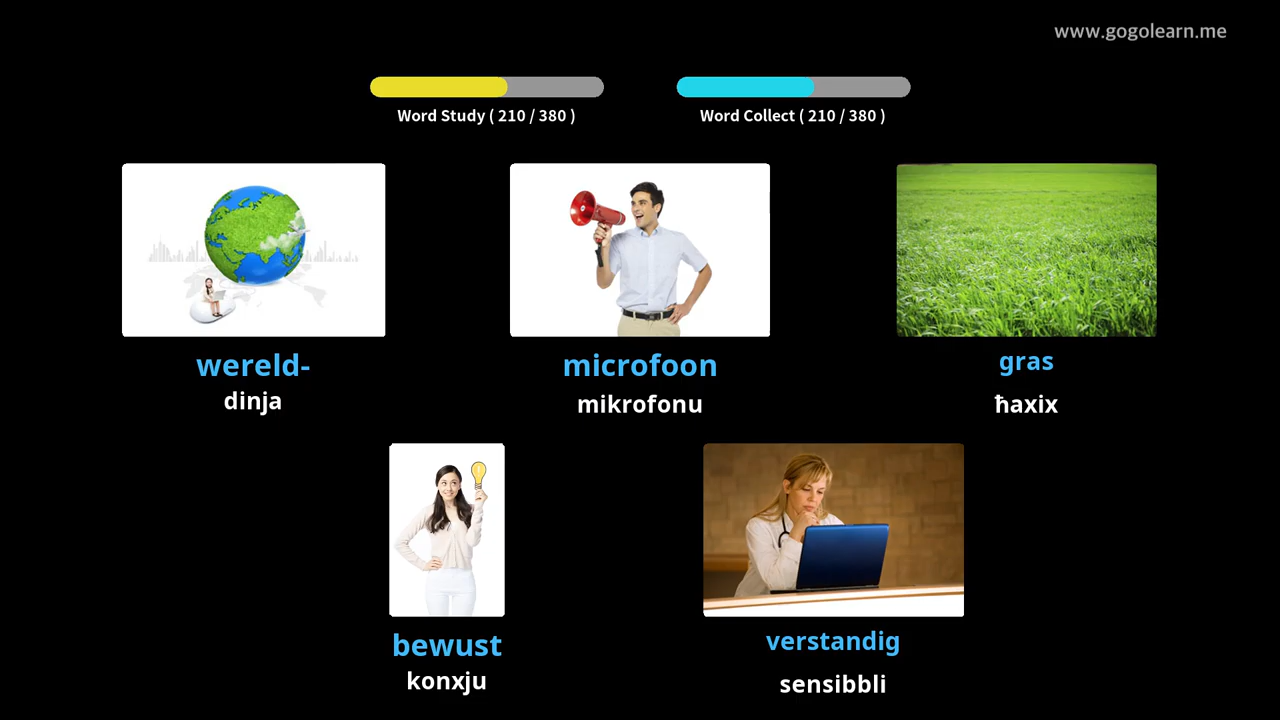 www.gogolearn.me
Word Study ( 210 / 380 )
Word Collect ( 210 / 380 )
wereld-
dinja
microfoon
mikrofonu
gras
ħaxix
bewust
konxju
verstandig
sensibbli